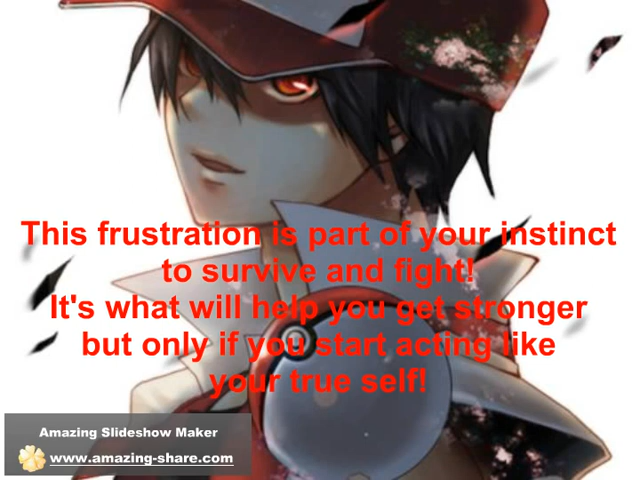 This frustration is part of your instinct
to survive and fight!
It's what will help you get stronger
but only if you start acting like
your true self!
Amazing Slideshow Maker
www.amazing-share.com